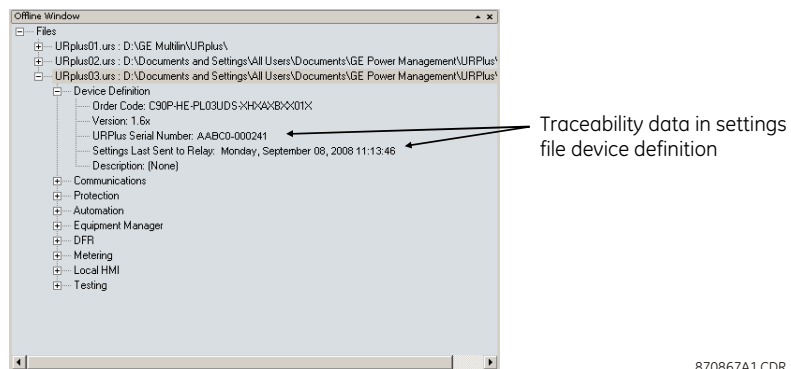 Offline Window
Files
URplus01.urs : D:\GE Multilin\URplus\
URplus02.urs : D:\Documents and Settings\All Users\Documents\GE Power Management\URPlus\
URplus03.urs : D:\Documents and Settings\All Users\Documents\GE Power Management\URPlus\
Device Definition
Order Code: C90P-HE-PL03UDS-XHXAXBXX01X
Version: 1.6x
URPlus Serial Number: AABC0-000241
Settings Last Sent to Relay: Monday, September 08, 2008 11:13:46
Description: (None)
Communications
Protection
Automation
Equipment Manager
DFR
Metering
Local HMI
Testing
Traceability data in settings
file device definition
870867A1.CDR